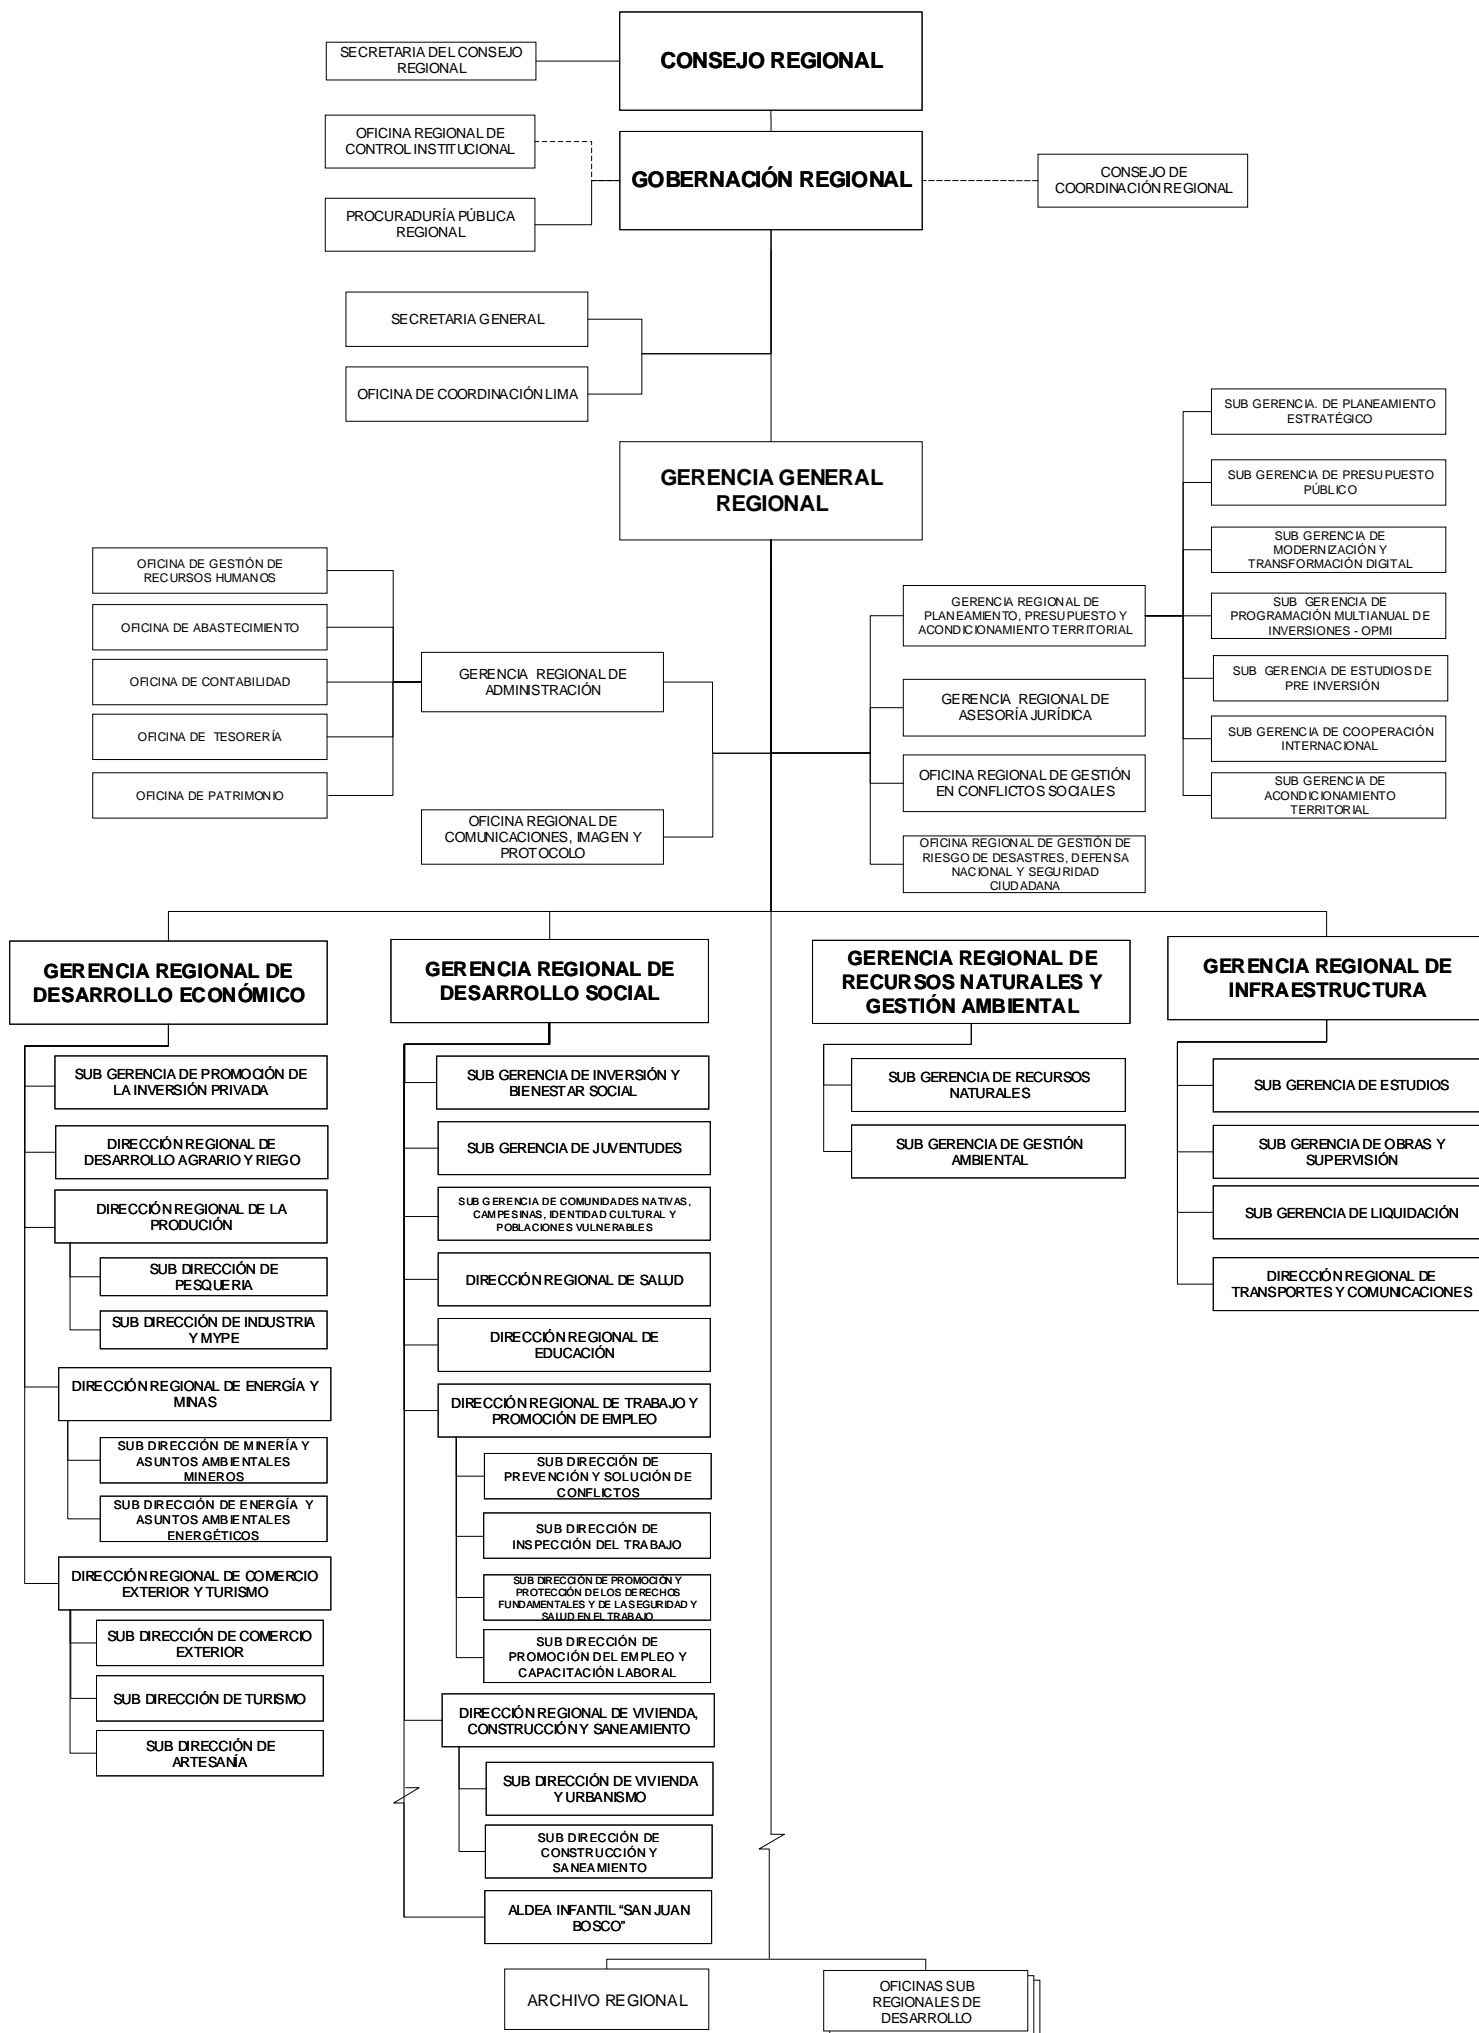 SECRETARIA DEL CONSEJO
REGIONAL
CONSEJO REGIONAL
OFICINA REGIONAL DE
CONTROL INSTITUCIONAL
GOBERNACIÓN REGIONAL
CONSEJO DE
COORDINACIÓN REGIONAL
PROCURADURÍA PÚBLICA
REGIONAL
SECRETARIA GENERAL
OFICINA DE COORDINACIÓN LIMA
GERENCIA GENERAL
REGIONAL
SUB GERENCIA. DE PLANEAMIENTO
ESTRATÉGICO
SUB GERENCIA DE PRESUPUESTO
PÚBLICO
SUB GERENCIA DE
MODERNIZACIÓN Y
TRANSFORMACIÓN DIGITAL
SUB GERENCIA DE
PROGRAMACIÓN MULTIANUAL DE
INVERSIONES - OPMI
SUB GERENCIA DE ESTUDIOS DE
PRE INVERSIÓN
SUB GERENCIA DE COOPERACIÓN
INTERNACIONAL
SUB GERENCIA DE
ACONDICIONAMIENTO
TERRITORIAL
OFICINA DE GESTIÓN DE
RECURSOS HUMANOS
OFICINA DE ABASTECIMIENTO
OFICINA DE CONTABILIDAD
OFICINA DE TESORERÍA
OFICINA DE PATRIMONIO
GERENCIA REGIONAL DE
ADMINISTRACIÓN
OFICINA REGIONAL DE
COMUNICACIONES, IMAGEN Y
PROTOCOLO
GERENCIA REGIONAL DE
PLANEAMIENTO, PRESUPUESTO Y
ACONDICIONAMIENTO TERRITORIAL
GERENCIA REGIONAL DE
ASESORÍA JURÍDICA
OFICINA REGIONAL DE GESTIÓN
EN CONFLICTOS SOCIALES
OFICINA REGIONAL DE GESTIÓN DE
RIESGO DE DESASTRES, DEFENSA
NACIONAL Y SEGURIDAD
CIUDADANA
GERENCIA REGIONAL DE
DESARROLLO ECONÓMICO
SUB GERENCIA DE PROMOCIÓN DE
LA INVERSIÓN PRIVADA
DIRECCIÓN REGIONAL DE
DESARROLLO AGRARIO Y RIEGO
DIRECCIÓN REGIONAL DE LA
PRODUCIÓN
SUB DIRECCIÓN DE
PESQUERIA
SUB DIRECCIÓN DE INDUSTRIA
Y MYPE
DIRECCIÓN REGIONAL DE ENERGÍA Y
MINAS
SUB DIRECCIÓN DE MINERÍA Y
ASUNTOS AMBIENTALES
MINEROS
SUB DIRECCIÓN DE ENERGÍA Y
ASUNTOS AMBIENTALES
ENERGÉTICOS
DIRECCIÓN REGIONAL DE COMERCIO
EXTERIOR Y TURISMO
SUB DIRECCIÓN DE COMERCIO
EXTERIOR
SUB DIRECCIÓN DE TURISMO
SUB DIRECCIÓN DE
ARTESANÍA
GERENCIA REGIONAL DE
DESARROLLO SOCIAL
SUB GERENCIA DE INVERSIÓN Y
BIENESTAR SOCIAL
SUB GERENCIA DE JUVENTUDES
SUB GERENCIA DE COMUNIDADES NATIVAS,
CAMPESINAS, IDENTIDAD CULTURAL Y
POBLACIONES VULNERABLES
DIRECCIÓN REGIONAL DE SALUD
DIRECCIÓN REGIONAL DE
EDUCACIÓN
DIRECCIÓN REGIONAL DE TRABAJO Y
PROMOCIÓN DE EMPLEO
SUB DIRECCIÓN DE
PREVENCIÓN Y SOLUCIÓN DE
CONFLICTOS
SUB DIRECCIÓN DE
INSPECCIÓN DEL TRABAJO
SUB DIRECCIÓN DE PROMOCIÓN Y
PROTECCIÓN DE LOS DERECHOS
FUNDAMENTALES Y DE LA SEGURIDAD Y
SALUD EN EL TRABAJO
SUB DIRECCIÓN DE
PROMOCIÓN DEL EMPLEO Y
CAPACITACIÓN LABORAL
DIRECCIÓN REGIONAL DE VIVIENDA,
CONSTRUCCIÓN Y SANEAMIENTO
SUB DIRECCIÓN DE VIVIENDA
Y URBANISMO
SUB DIRECCIÓN DE
CONSTRUCCIÓN Y
SANEAMIENTO
ALDEA INFANTIL “SAN JUAN
BOSCO”
GERENCIA REGIONAL DE
RECURSOS NATURALES Y
GESTIÓN AMBIENTAL
SUB GERENCIA DE RECURSOS
NATURALES
SUB GERENCIA DE GESTIÓN
AMBIENTAL
GERENCIA REGIONAL DE
INFRAESTRUCTURA
SUB GERENCIA DE ESTUDIOS
SUB GERENCIA DE OBRAS Y
SUPERVISIÓN
SUB GERENCIA DE LIQUIDACIÓN
DIRECCIÓN REGIONAL DE
TRANSPORTES Y COMUNICACIONES
ARCHIVO REGIONAL
OFICINAS SUB
REGIONALES DE
DESARROLLO